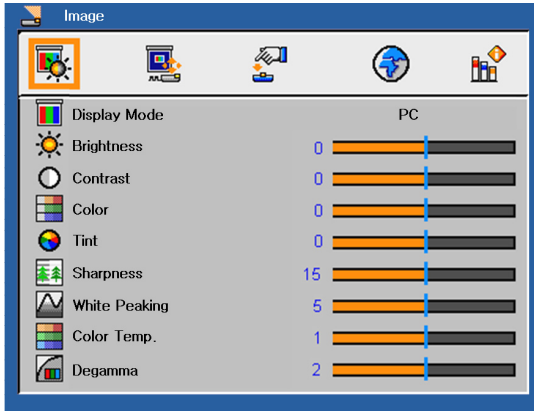 Image
Display Mode PC
Brightness 0
Contrast 0
Color 0
Tint 0
Sharpness 15
White Peaking 5
Color Temp. 1
Degamma 2